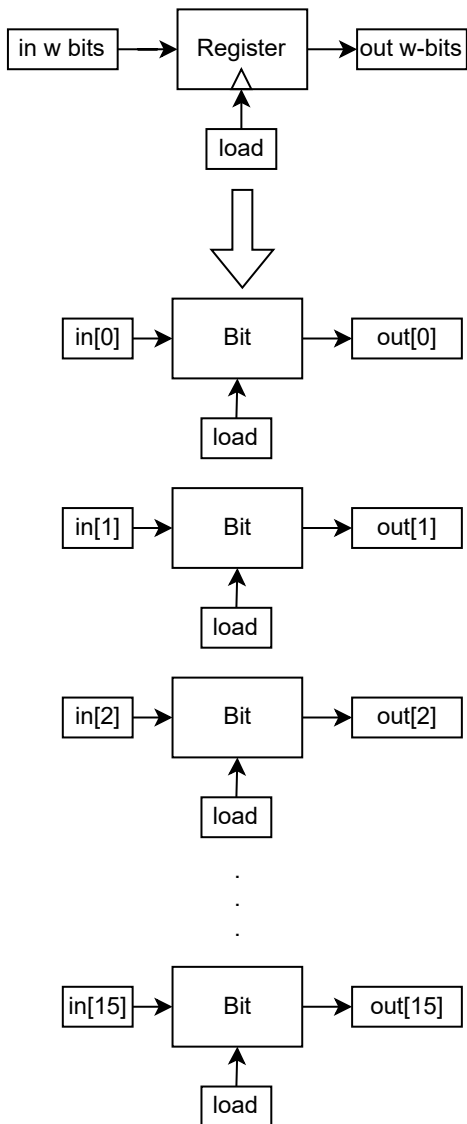 in w bits
Register
out w-bits
load
in[0]
Bit
out[0]
load
in[1]
Bit
out[1]
load
in[2]
Bit
out[2]
load
.
.
.
in[15]
Bit
out[15]
load